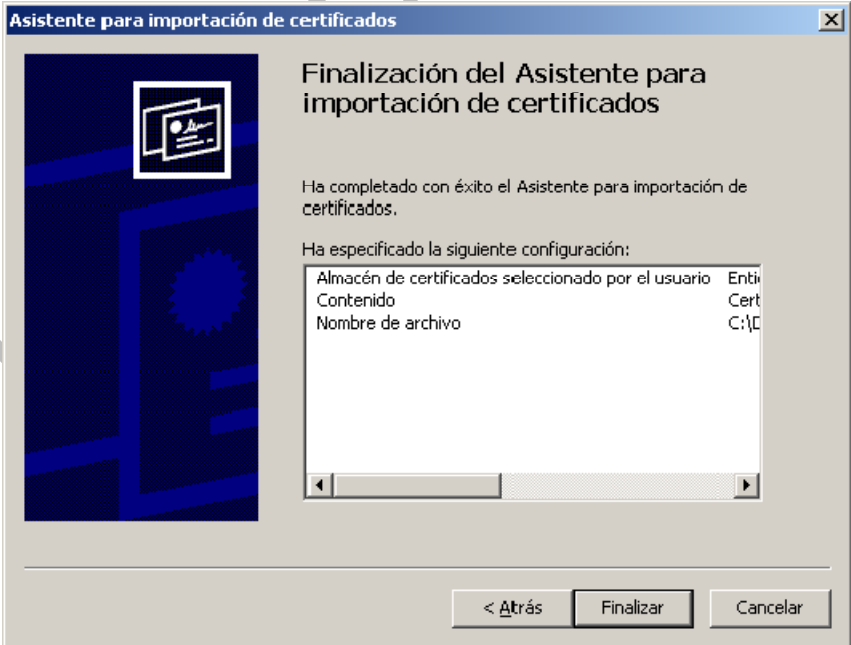 Asistente para importación de certificados
Finalización del Asistente para
importación de certificados
Ha completado con éxito el Asistente para importación de
certificados.
Ha especificado la siguiente configuración:
Almacén de certificados seleccionado por el usuario Enti
Contenido Cert
Nombre de archivo C:\D
< Atrás Finalizar Cancelar